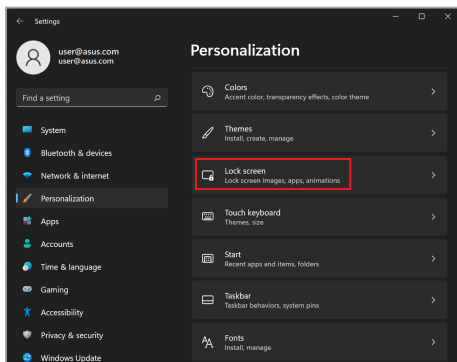 Settings
user@asus.com
user@asus.com
Find a setting
System
Bluetooth & devices
Network & internet
Personalization
Apps
Accounts
Time & language
Gaming
Accessibility
Privacy & security
Windows Update
Personalization
Colors
Accent color, transparency effects, color theme
Themes
Install, create, manage
Lock screen
Lock screen images, apps, animations
Touch keyboard
Themes, size
Start
Recent apps and items, folders
Taskbar
Taskbar behaviors, system pins
Fonts
Install, manage